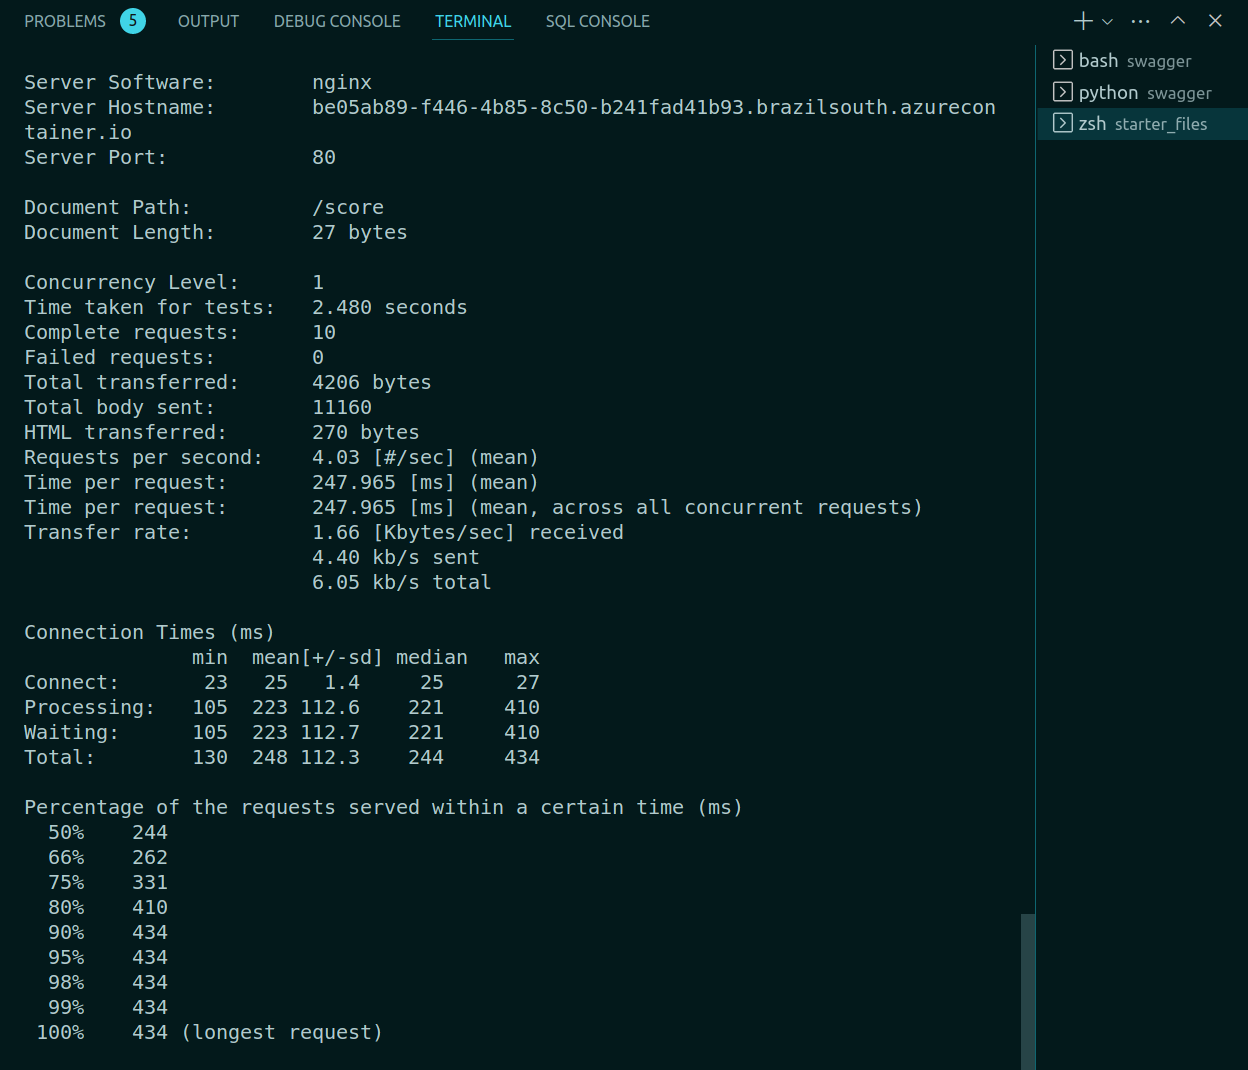 PROBLEMS 5 OUTPUT DEBUG CONSOLE TERMINAL SQL CONSOLE
Server Software:        nginx
Server Hostname:        be05ab89-f446-4b85-8c50-b241fad41b93.brazilsouth.azurecon
tainer.io
Server Port:            80
Document Path:          /score
Document Length:        27 bytes
Concurrency Level:      1
Time taken for tests:   2.480 seconds
Complete requests:      10
Failed requests:        0
Total transferred:      4206 bytes
Total body sent:        11160
HTML transferred:       270 bytes
Requests per second:    4.03 [#/sec] (mean)
Time per request:       247.965 [ms] (mean)
Time per request:       247.965 [ms] (mean, across all concurrent requests)
Transfer rate:          1.66 [Kbytes/sec] received
                        4.40 kb/s sent
                        6.05 kb/s total
Connection Times (ms)
              min  mean[+/-sd] median   max
Connect:       23   25   1.4     25      27
Processing:   105  223 112.6    221     410
Waiting:      105  223 112.7    221     410
Total:        130  248 112.3    244     434
Percentage of the requests served within a certain time (ms)
  50%    244
  66%    262
  75%    331
  80%    410
  90%    434
  95%    434
  98%    434
  99%    434
 100%    434 (longest request)
bash swagger
python swagger
zsh starter_files